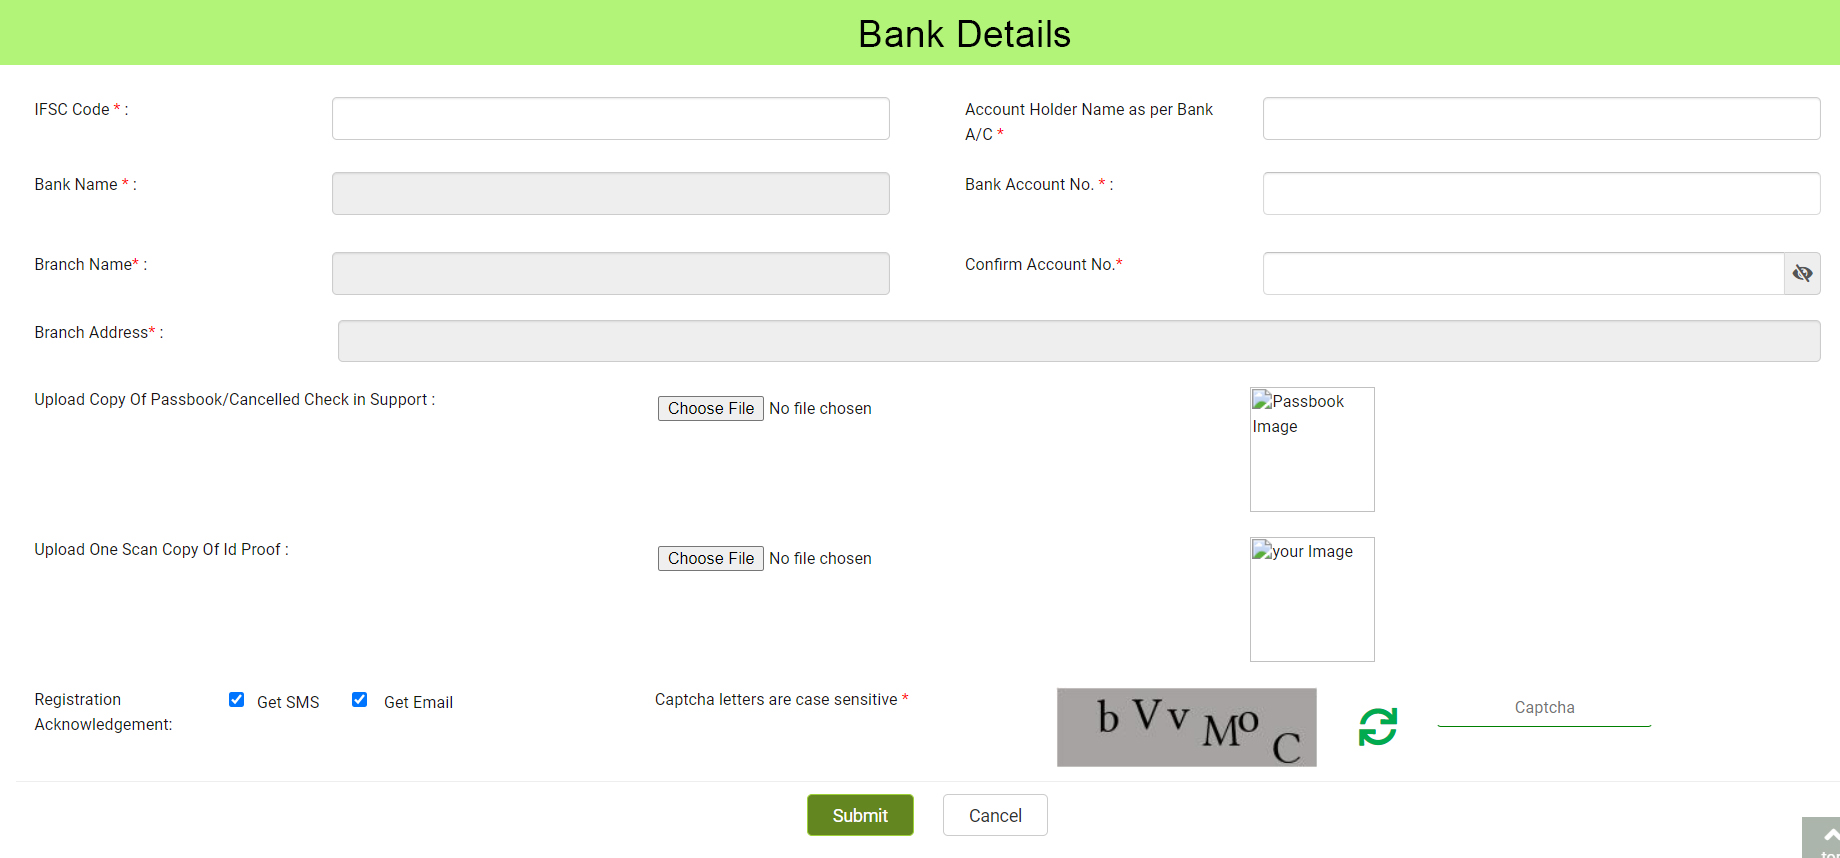 Bank Details
IFSC Code * :
Account Holder Name as per Bank
A/C *
Bank Name * :
Bank Account No. * :
Branch Name* :
Confirm Account No.*
Branch Address* :
Upload Copy Of Passbook/Cancelled Check in Support :
Choose File No file chosen
Passbook
Image
Upload One Scan Copy Of Id Proof :
Choose File No file chosen
your Image
Registration
Acknowledgement:
Get SMS
Get Email
Captcha letters are case sensitive *
b V v M o C
Captcha
Submit
Cancel